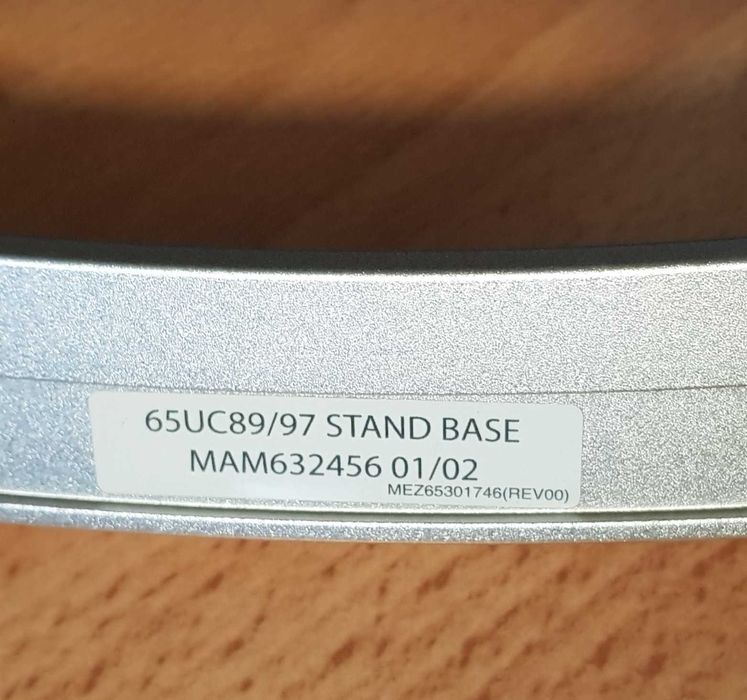 65UC89/97 STAND BASE
MAM632456 01/02
MEZ65301746(REV00)